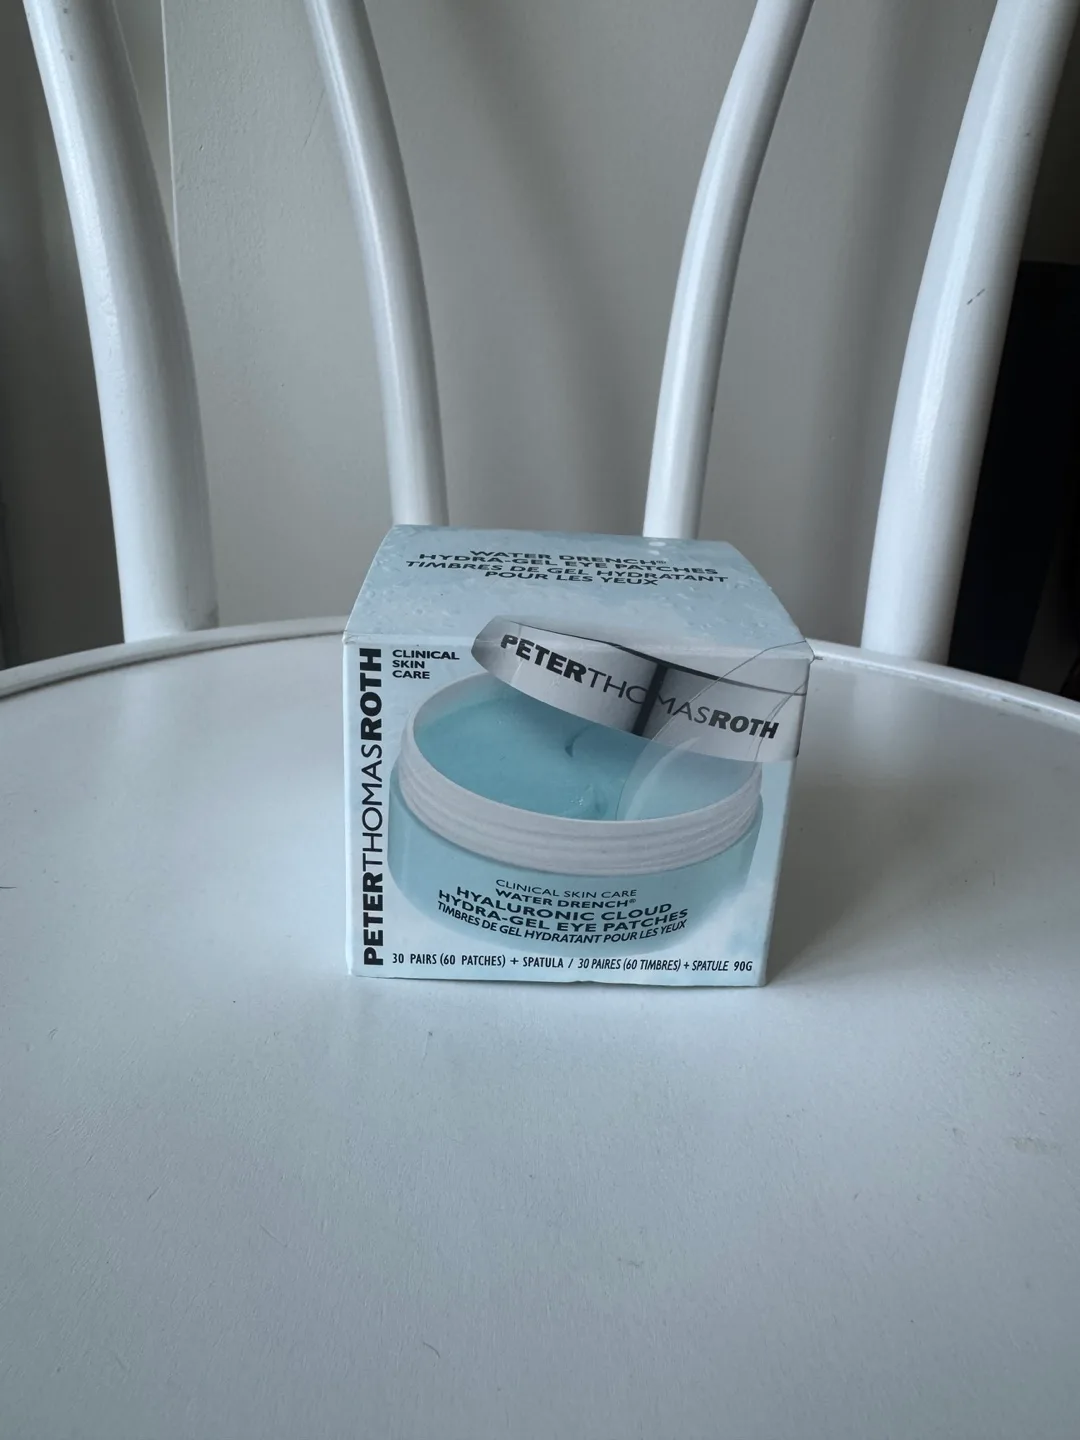 WATER DRENCH®
HYDRA-GEL EYE PATCHES
TIMBRES DE GEL HYDRATANT
POUR LES YEUX
PETERTHOMASROTH
CLINICAL
SKIN
CARE
PETERTHOMASROTH
CLINICAL SKIN CARE
WATER DRENCH®
HYALURONIC CLOUD
HYDRA-GEL EYE PATCHES
TIMBRES DE GEL HYDRATANT POUR LES YEUX
30 PAIRS (60 PATCHES) + SPATULA / 30 PAIRES (60 TIMBRES) + SPATULE 90G